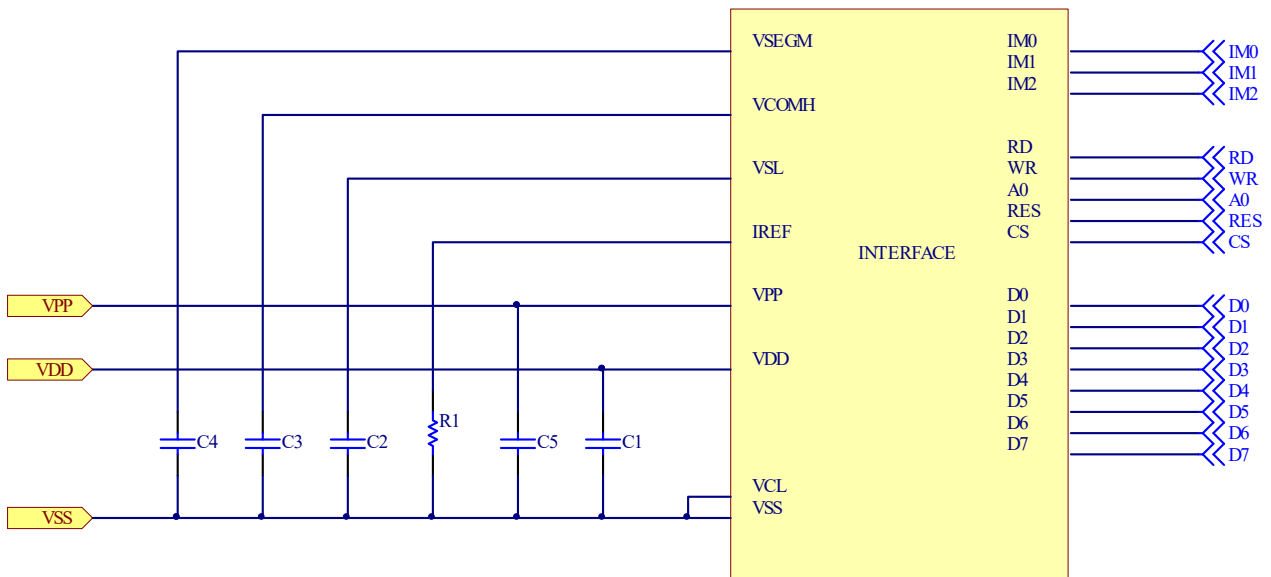 VSEGM
VCOMH
VSL
IREF
VPP
VDD
VCL
VSS
INTERFACE
IM0
IM1
IM2
RD
WR
A0
RES
CS
D0
D1
D2
D3
D4
D5
D6
D7
IM0
IM1
IM2
RD
WR
A0
RES
CS
D0
D1
D2
D3
D4
D5
D6
D7
VPP
VDD
VSS
C4
C3
C2
R1
C5
C1